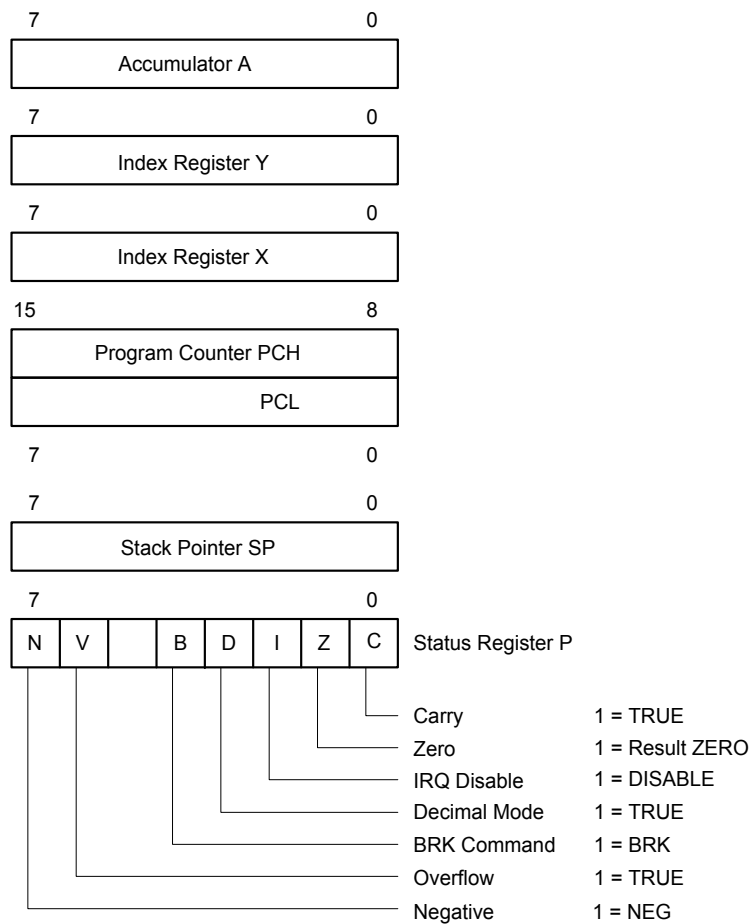 7 0
Accumulator A
7 0
Index Register Y
7 0
Index Register X
15 8
Program Counter PCH
PCL
7 0
7 0
Stack Pointer SP
7 0
N V B D I Z C Status Register P
Carry 1 = TRUE
Zero 1 = Result ZERO
IRQ Disable 1 = DISABLE
Decimal Mode 1 = TRUE
BRK Command 1 = BRK
Overflow 1 = TRUE
Negative 1 = NEG